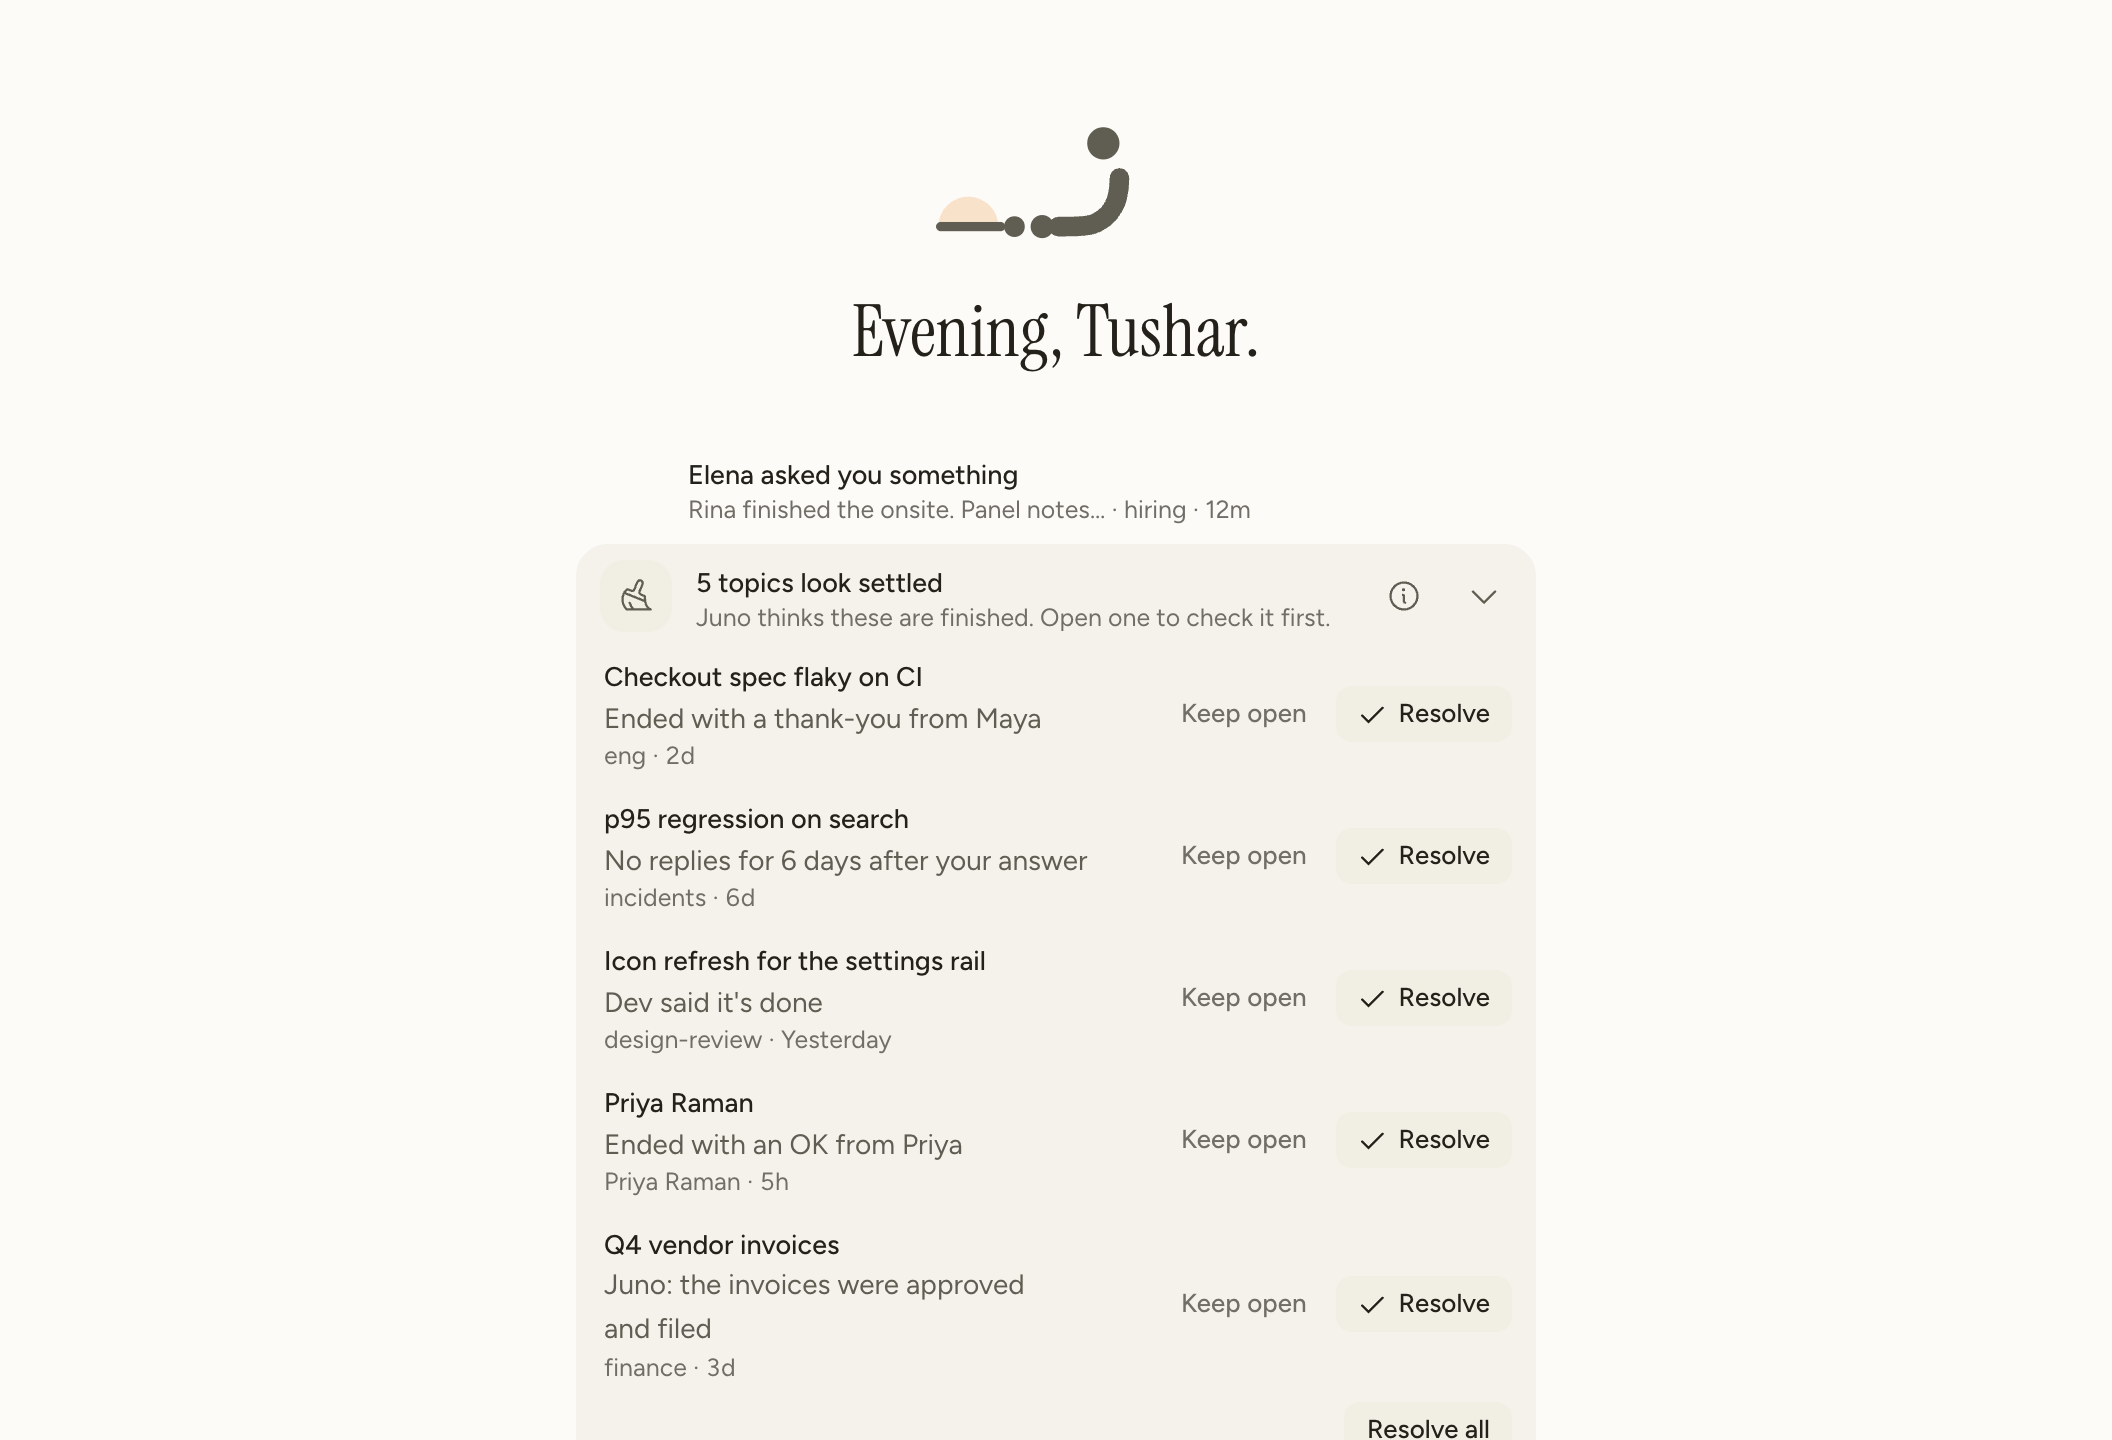 Evening, Tushar.
Elena asked you something
Rina finished the onsite. Panel notes... · hiring · 12m
5 topics look settled
Juno thinks these are finished. Open one to check it first.
Checkout spec flaky on CI
Ended with a thank-you from Maya
eng · 2d
Keep open
Resolve
p95 regression on search
No replies for 6 days after your answer
incidents · 6d
Keep open
Resolve
Icon refresh for the settings rail
Dev said it's done
design-review · Yesterday
Keep open
Resolve
Priya Raman
Ended with an OK from Priya
Priya Raman · 5h
Keep open
Resolve
Q4 vendor invoices
Juno: the invoices were approved
and filed
finance · 3d
Keep open
Resolve
Resolve all